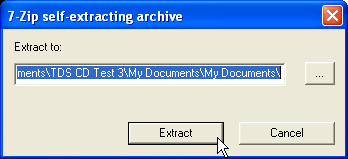 7-Zip self-extracting archive
Extract to:
ments\TDS CD Test 3\My Documents\My Documents\
...
Extract
Cancel